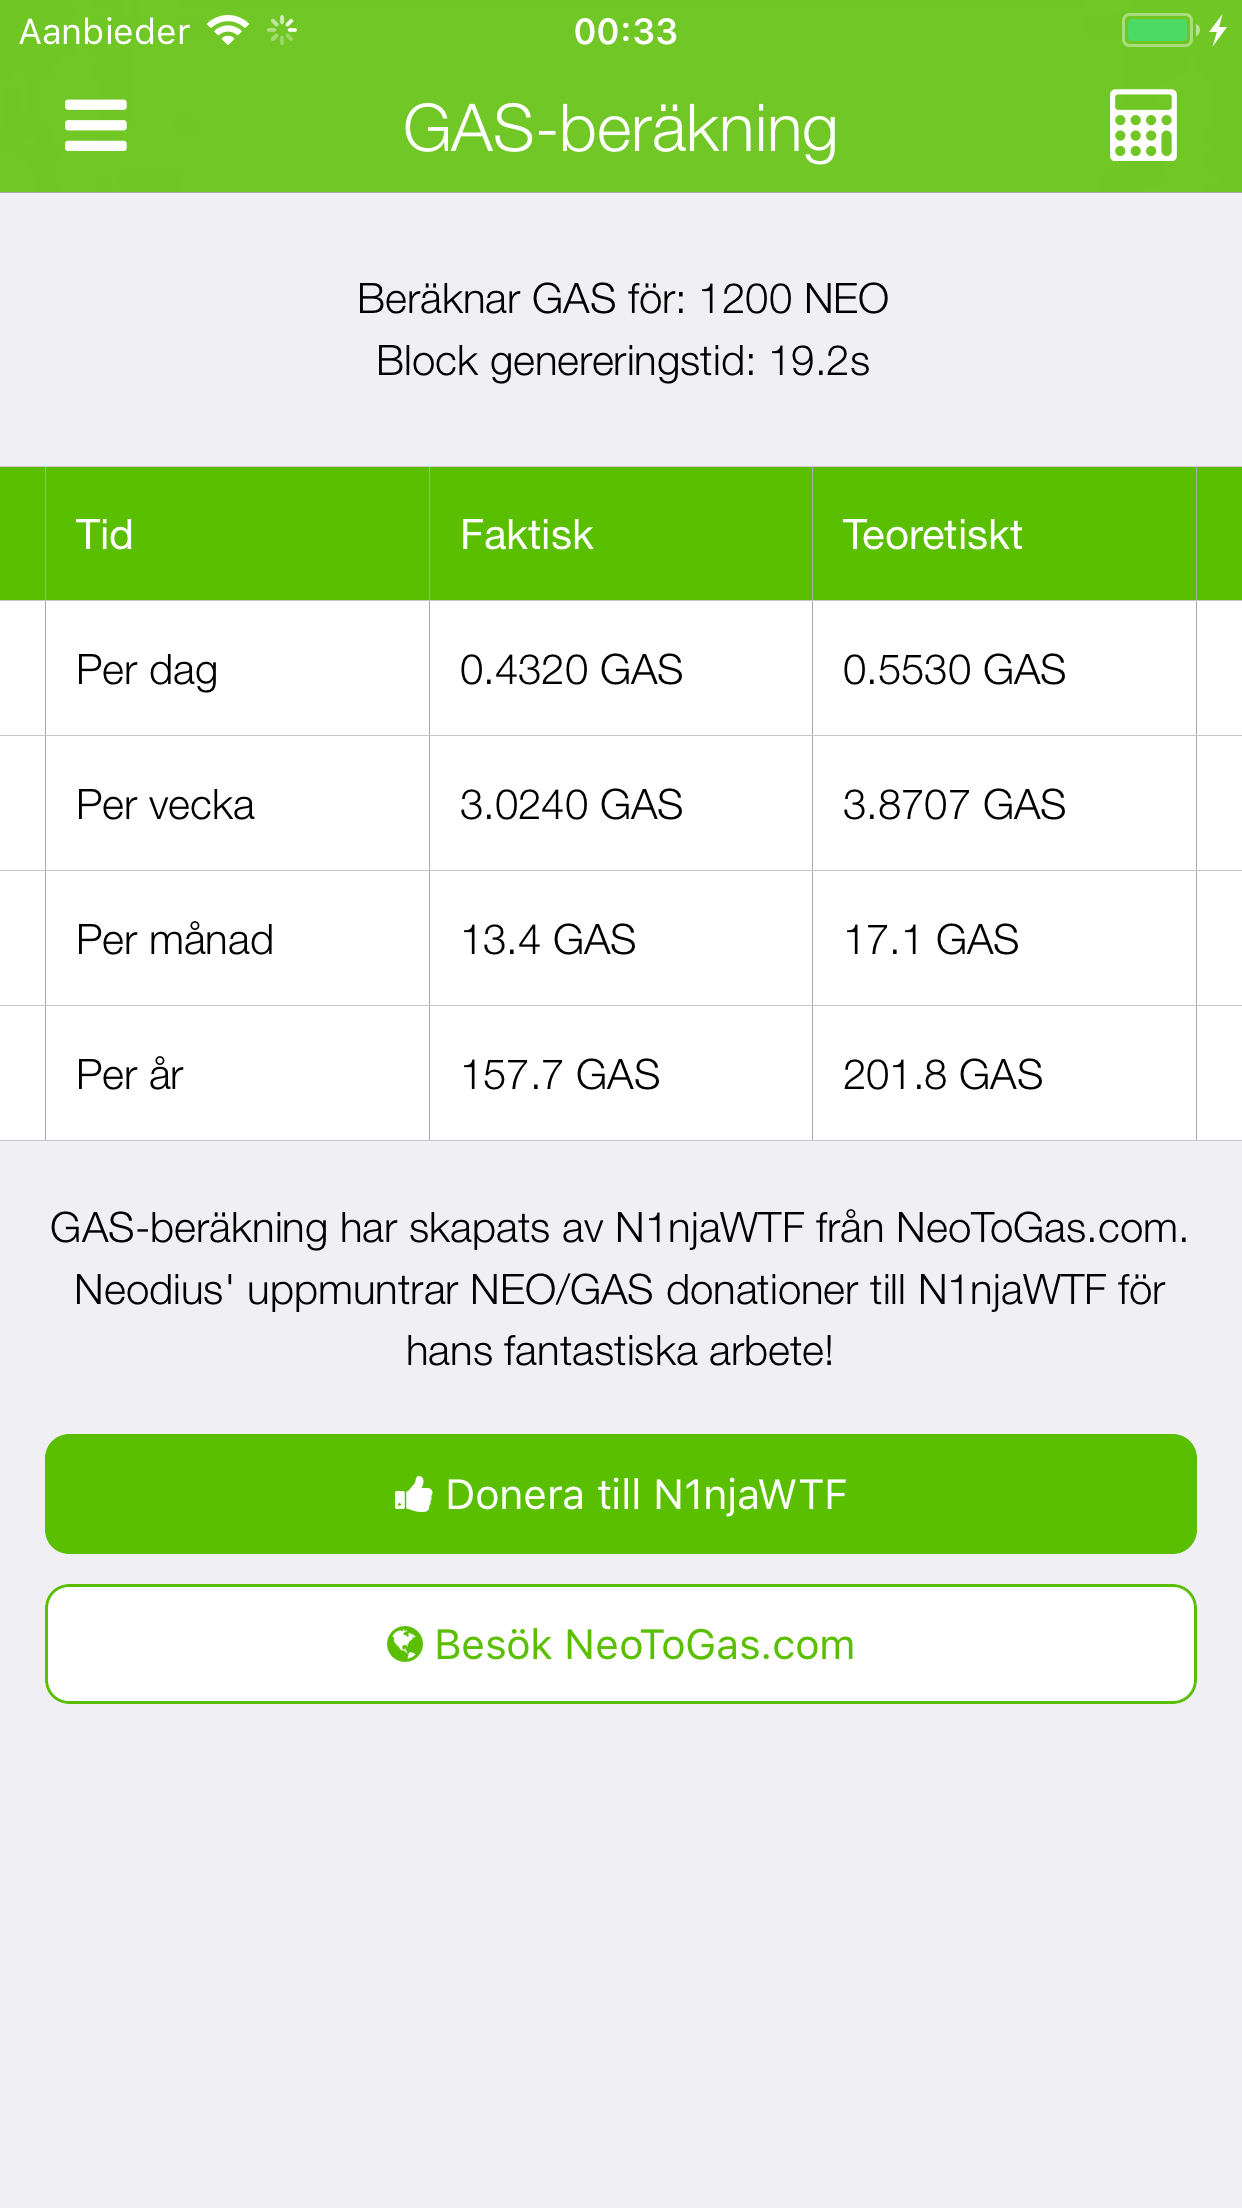 Aanbieder 00:33
GAS-beräkning
Beräknar GAS för: 1200 NEO
Block genereringstid: 19.2s
Tid Faktisk Teoretiskt
Per dag 0.4320 GAS 0.5530 GAS
Per vecka 3.0240 GAS 3.8707 GAS
Per månad 13.4 GAS 17.1 GAS
Per år 157.7 GAS 201.8 GAS
GAS-beräkning har skapats av N1njaWTF från NeoToGas.com.
Neodius' uppmuntrar NEO/GAS donationer till N1njaWTF för
hans fantastiska arbete!
Donera till N1njaWTF
Besök NeoToGas.com